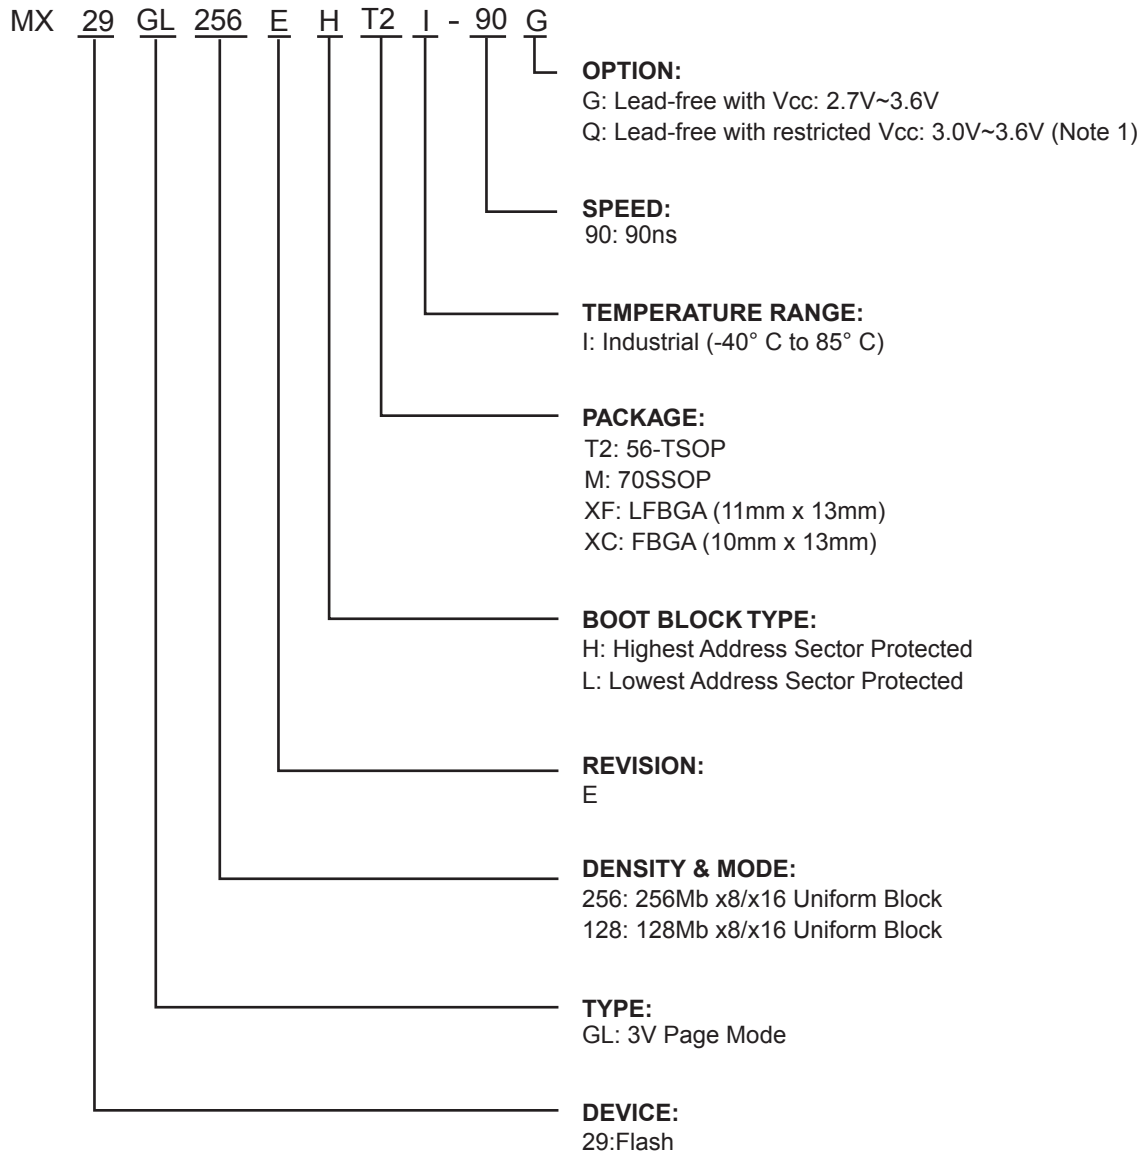 MX 29 GL 256 E H T2 I - 90 G
OPTION:
G: Lead-free with Vcc: 2.7V~3.6V
Q: Lead-free with restricted Vcc: 3.0V~3.6V (Note 1)
SPEED:
90: 90ns
TEMPERATURE RANGE:
I: Industrial (-40° C to 85° C)
PACKAGE:
T2: 56-TSOP
M: 70SSOP
XF: LFBGA (11mm x 13mm)
XC: FBGA (10mm x 13mm)
BOOT BLOCK TYPE:
H: Highest Address Sector Protected
L: Lowest Address Sector Protected
REVISION:
E
DENSITY & MODE:
256: 256Mb x8/x16 Uniform Block
128: 128Mb x8/x16 Uniform Block
TYPE:
GL: 3V Page Mode
DEVICE:
29:Flash